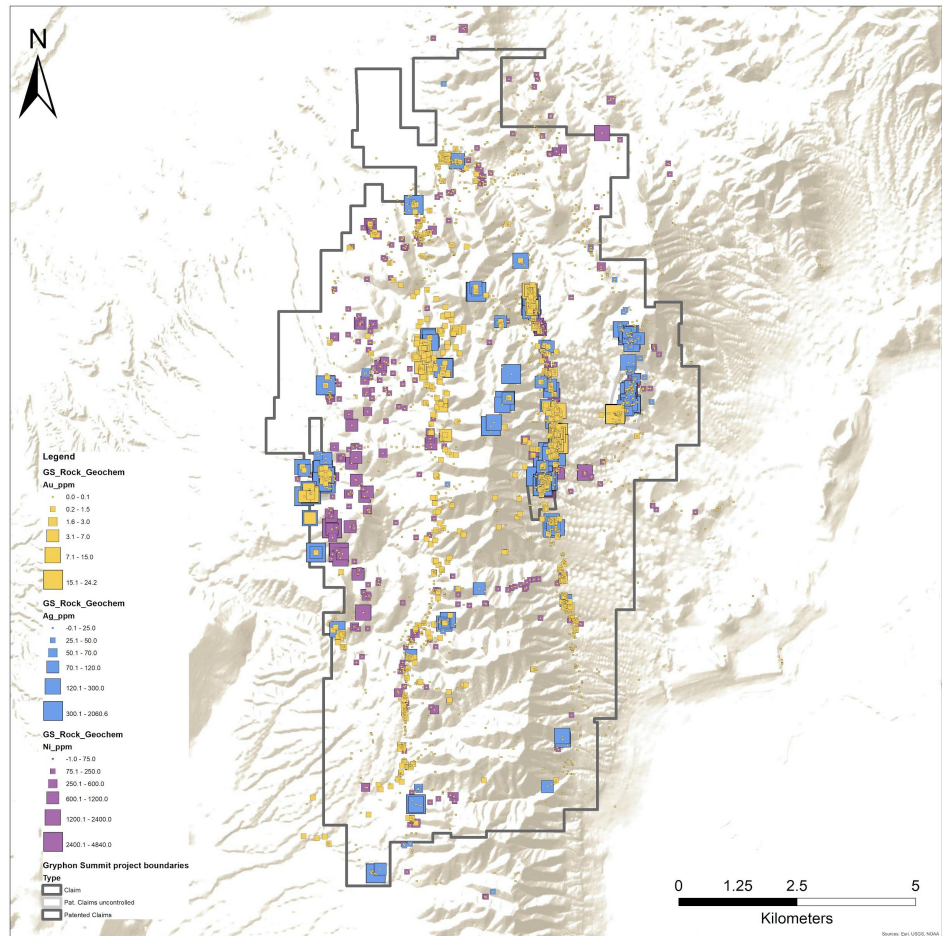 N
Legend
GS_Rock_Geochem
Au_ppm
0.0 - 0.1
0.2 - 1.5
1.6 - 3.0
3.1 - 7.0
7.1 - 15.0
15.1 - 24.2
GS_Rock_Geochem
Ag_ppm
-0.1 - 25.0
25.1 - 50.0
50.1 - 70.0
70.1 - 120.0
120.1 - 300.0
300.1 - 2060.6
GS_Rock_Geochem
Ni_ppm
-1.0 - 75.0
75.1 - 250.0
250.1 - 600.0
600.1 - 1200.0
1200.1 - 2400.0
2400.1 - 4840.0
Gryphon Summit project boundaries
Type
Claim
Pat. Claims uncontrolled
Patented Claims
0 1.25 2.5 5
Kilometers
Sources: Esri, USGS, NOAA